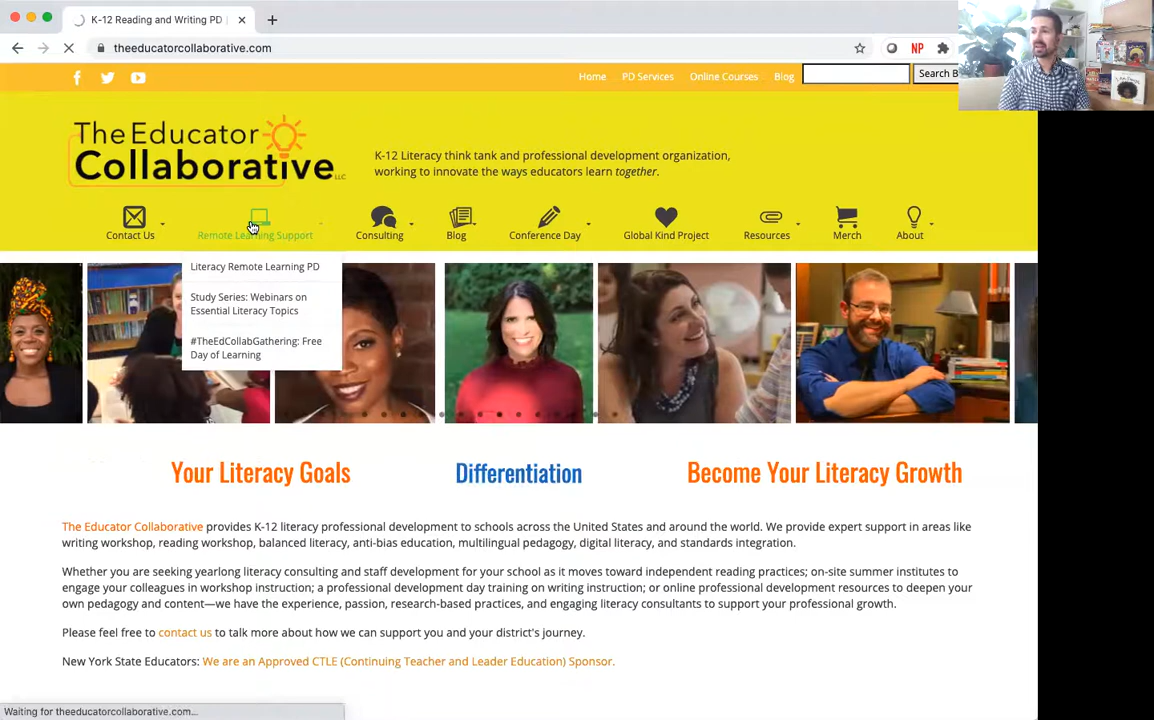 K-12 Reading and Writing PD
theeducatorcollaborative.com
NP
Home PD Services Online Courses Blog Search B
The Educator
Collaborative
LLC
K-12 Literacy think tank and professional development organization,
working to innovate the ways educators learn together.
Contact Us Remote Learning Support Consulting Blog Conference Day Global Kind Project Resources Merch About
Literacy Remote Learning PD
Study Series: Webinars on
Essential Literacy Topics
#TheEdCollabGathering: Free
Day of Learning
Your Literacy Goals Differentiation Become Your Literacy Growth
The Educator Collaborative provides K-12 literacy professional development to schools across the United States and around the world. We provide expert support in areas like
writing workshop, reading workshop, balanced literacy, anti-bias education, multilingual pedagogy, digital literacy, and standards integration.
Whether you are seeking yearlong literacy consulting and staff development for your school as it moves toward independent reading practices; on-site summer institutes to
engage your colleagues in workshop instruction; a professional development day training on writing instruction; or online professional development resources to deepen your
own pedagogy and content—we have the experience, passion, research-based practices, and engaging literacy consultants to support your professional growth.
Please feel free to contact us to talk more about how we can support you and your district's journey.
New York State Educators: We are an Approved CTLE (Continuing Teacher and Leader Education) Sponsor.
Waiting for theeducatorcollaborative.com...